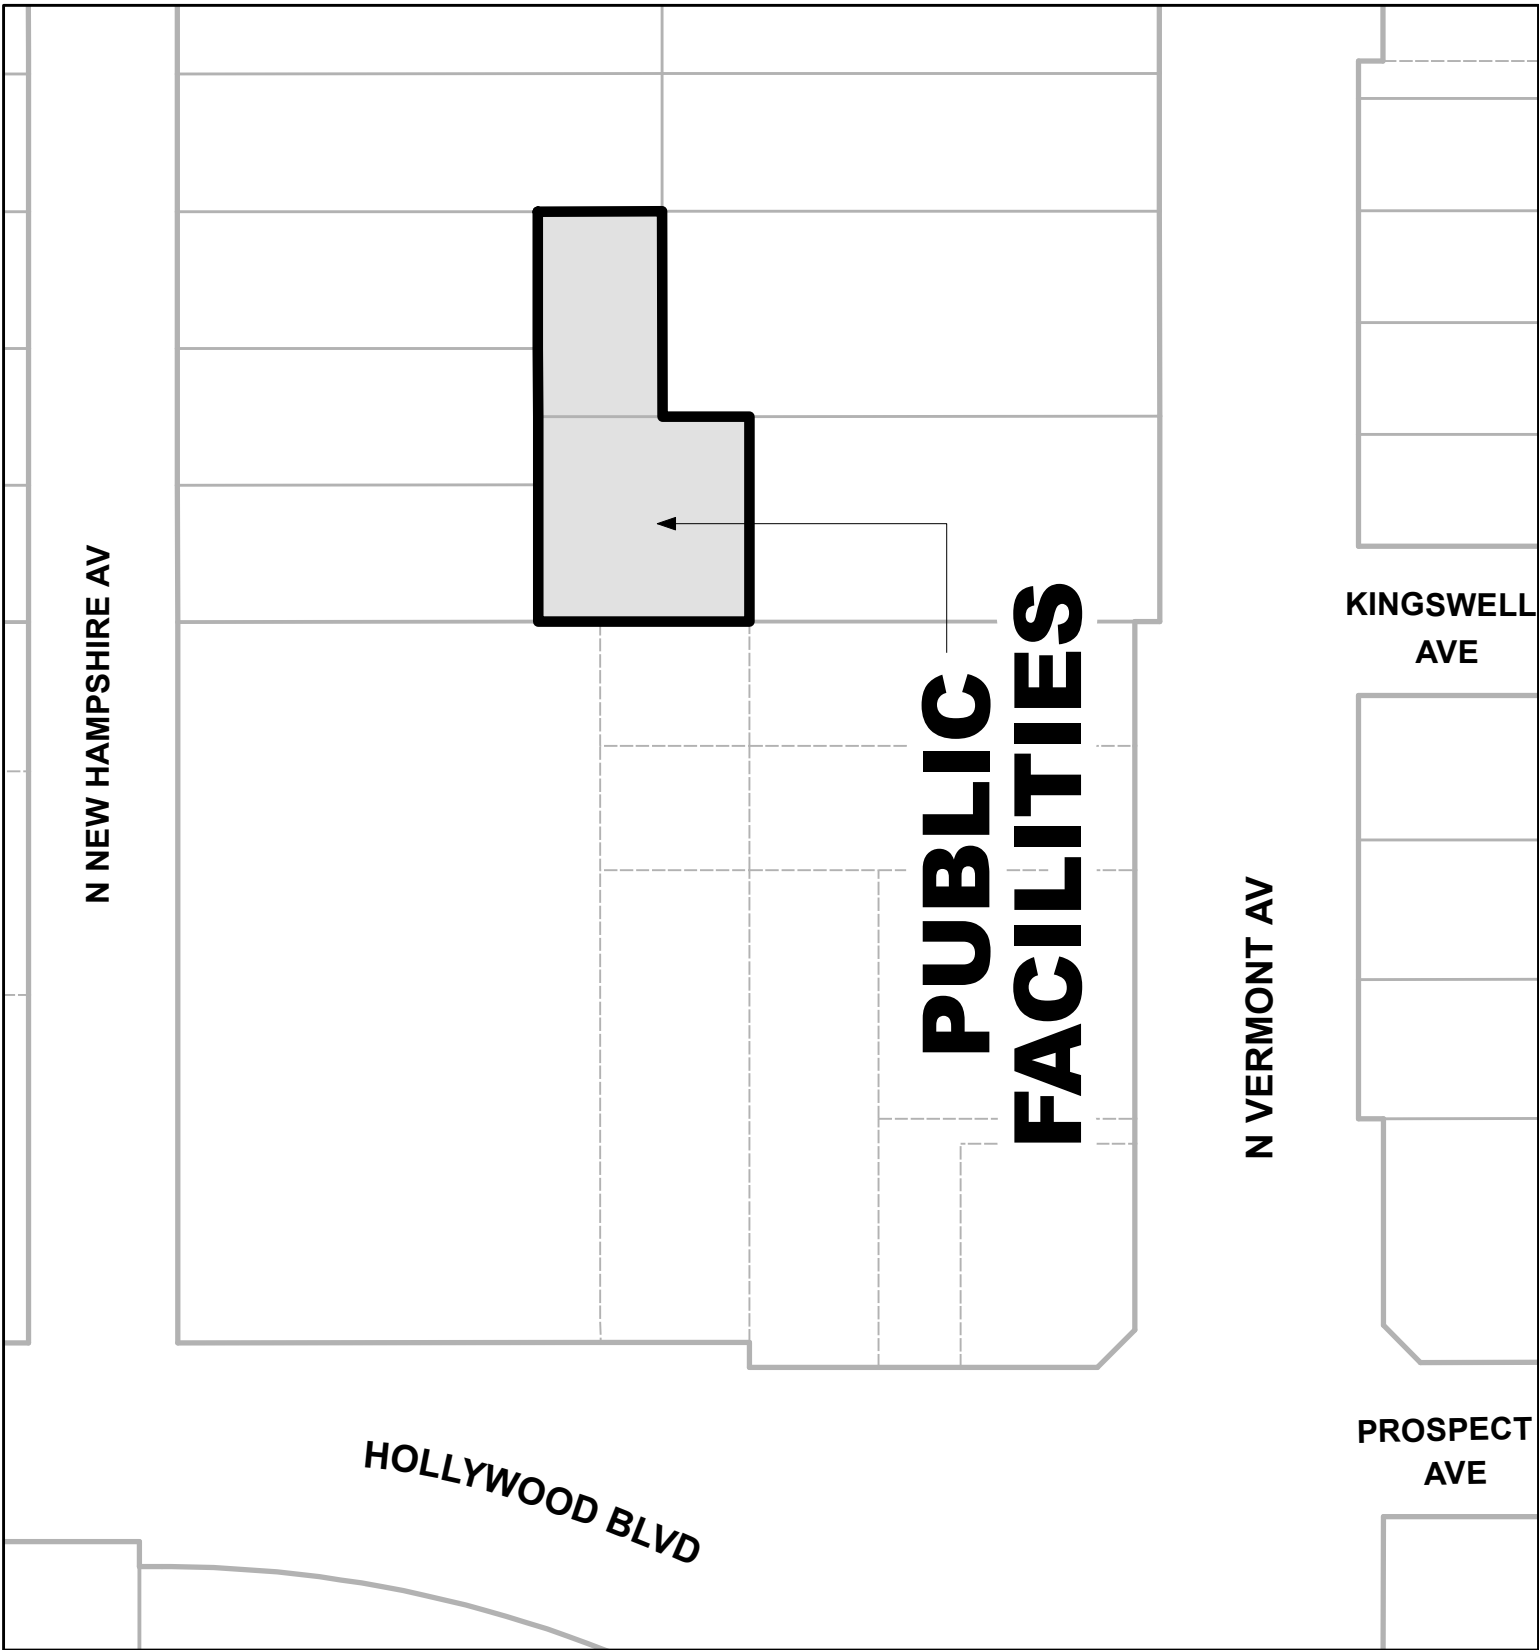 N NEW HAMPSHIRE AV
PUBLIC
FACILITIES
KINGSWELL
AVE
N VERMONT AV
HOLLYWOOD BLVD
PROSPECT
AVE